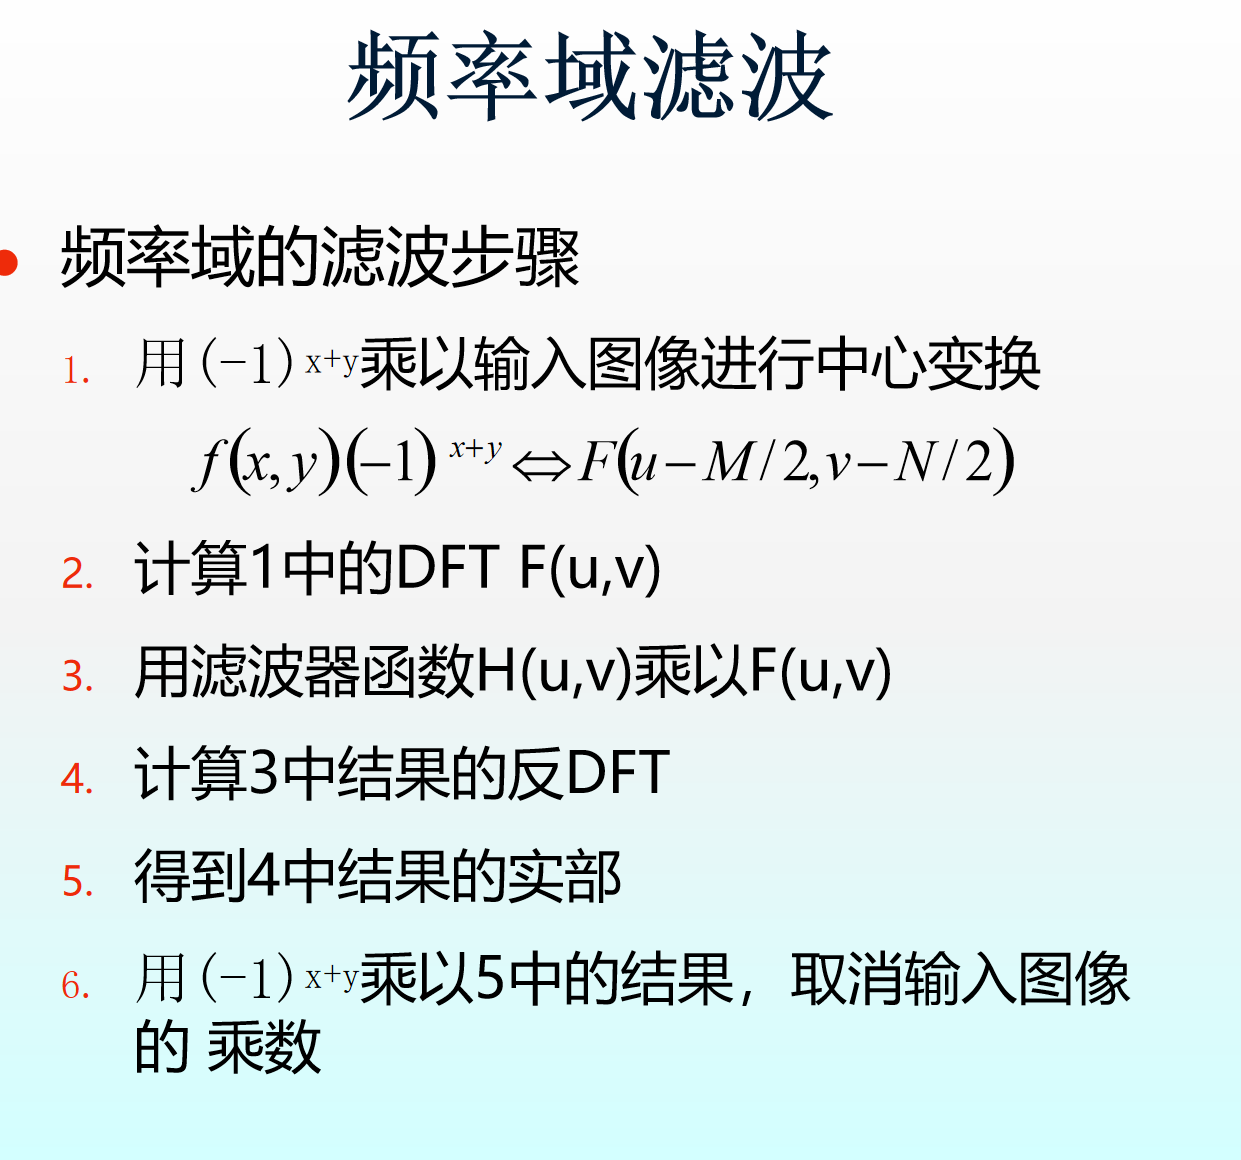 频率域滤波
频率域的滤波步骤
1. 用(-1)x+y乘以输入图像进行中心变换
f(x,y)(-1)^{x+y}⇔F(u-M/2,v-N/2)
2. 计算1中的DFT F(u,v)
3. 用滤波器函数H(u,v)乘以F(u,v)
4. 计算3中结果的反DFT
5. 得到4中结果的实部
6. 用(-1)x+y乘以5中的结果，取消输入图像
的 乘数